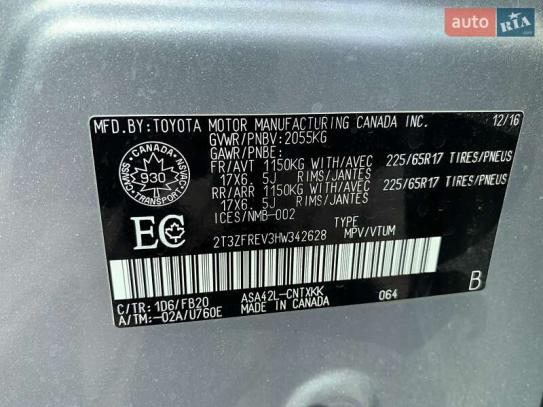 auto RIA
MFD.BY: TOYOTA MOTOR MANUFACTURING CANADA INC. 12/16
GVWR/PNBV: 2055KG
GAWR/PNBE:
FR/AVT 1150KG WITH/AVEC 225/65R17 TIRES/PNEUS
17X6.5J RIMS/JANTES
RR/ARR 1150KG WITH/AVEC 225/65R17 TIRES/PNEUS
17X6.5J RIMS/JANTES
ICES/NMB-002
CANADA
CMVSS 930 NSVAC
TRANSPORT
EC
TYPE
2T3ZFREV3HW342628 MPV/VTUM
C/TR: 1D6/FB20 ASA42L-CNTXKK 064 B
A/TM:-02A/U760E MADE IN CANADA